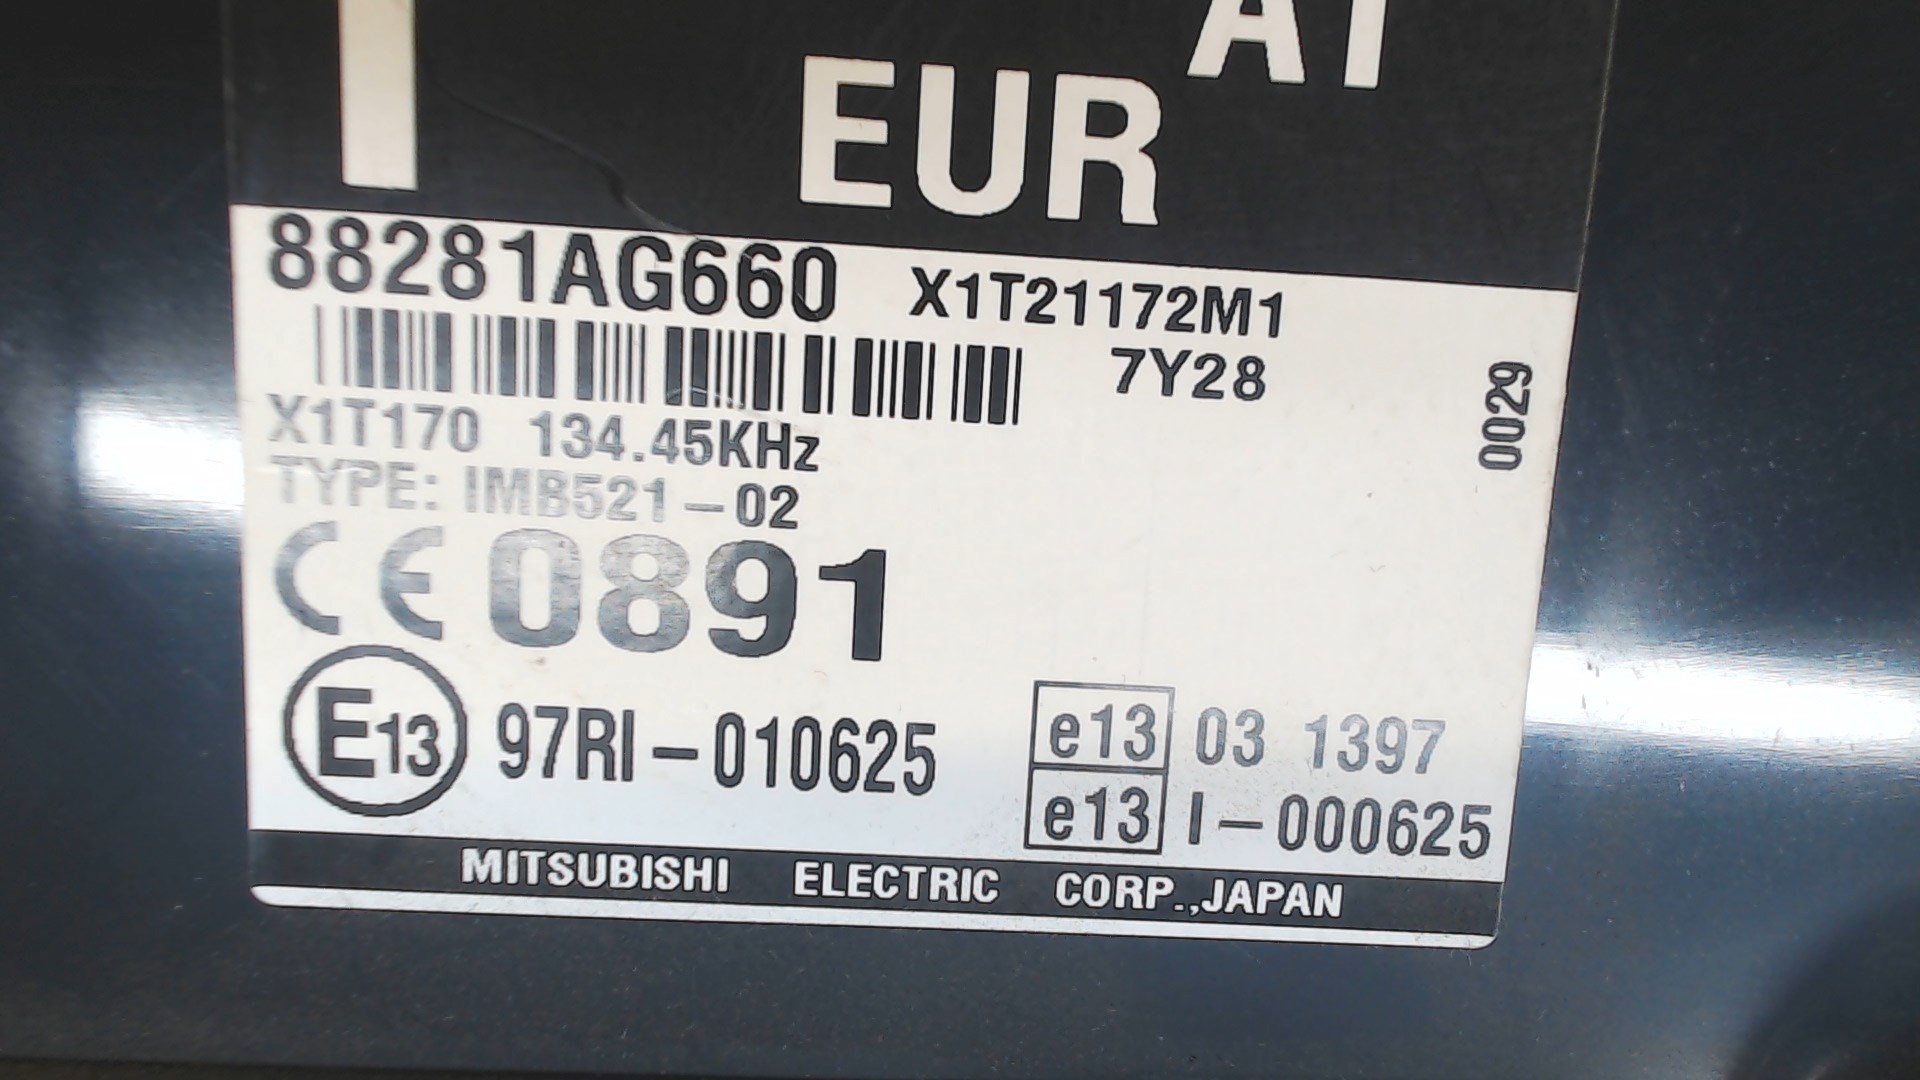 AT
EUR
88281AG660 X1T21172M1
7Y28
0029
X1T170 134.45KHz
TYPE: IMB521-02
CE 0891
E13 97RI-010625
e13 03 1397
e13 I-000625
MITSUBISHI ELECTRIC CORP.,JAPAN